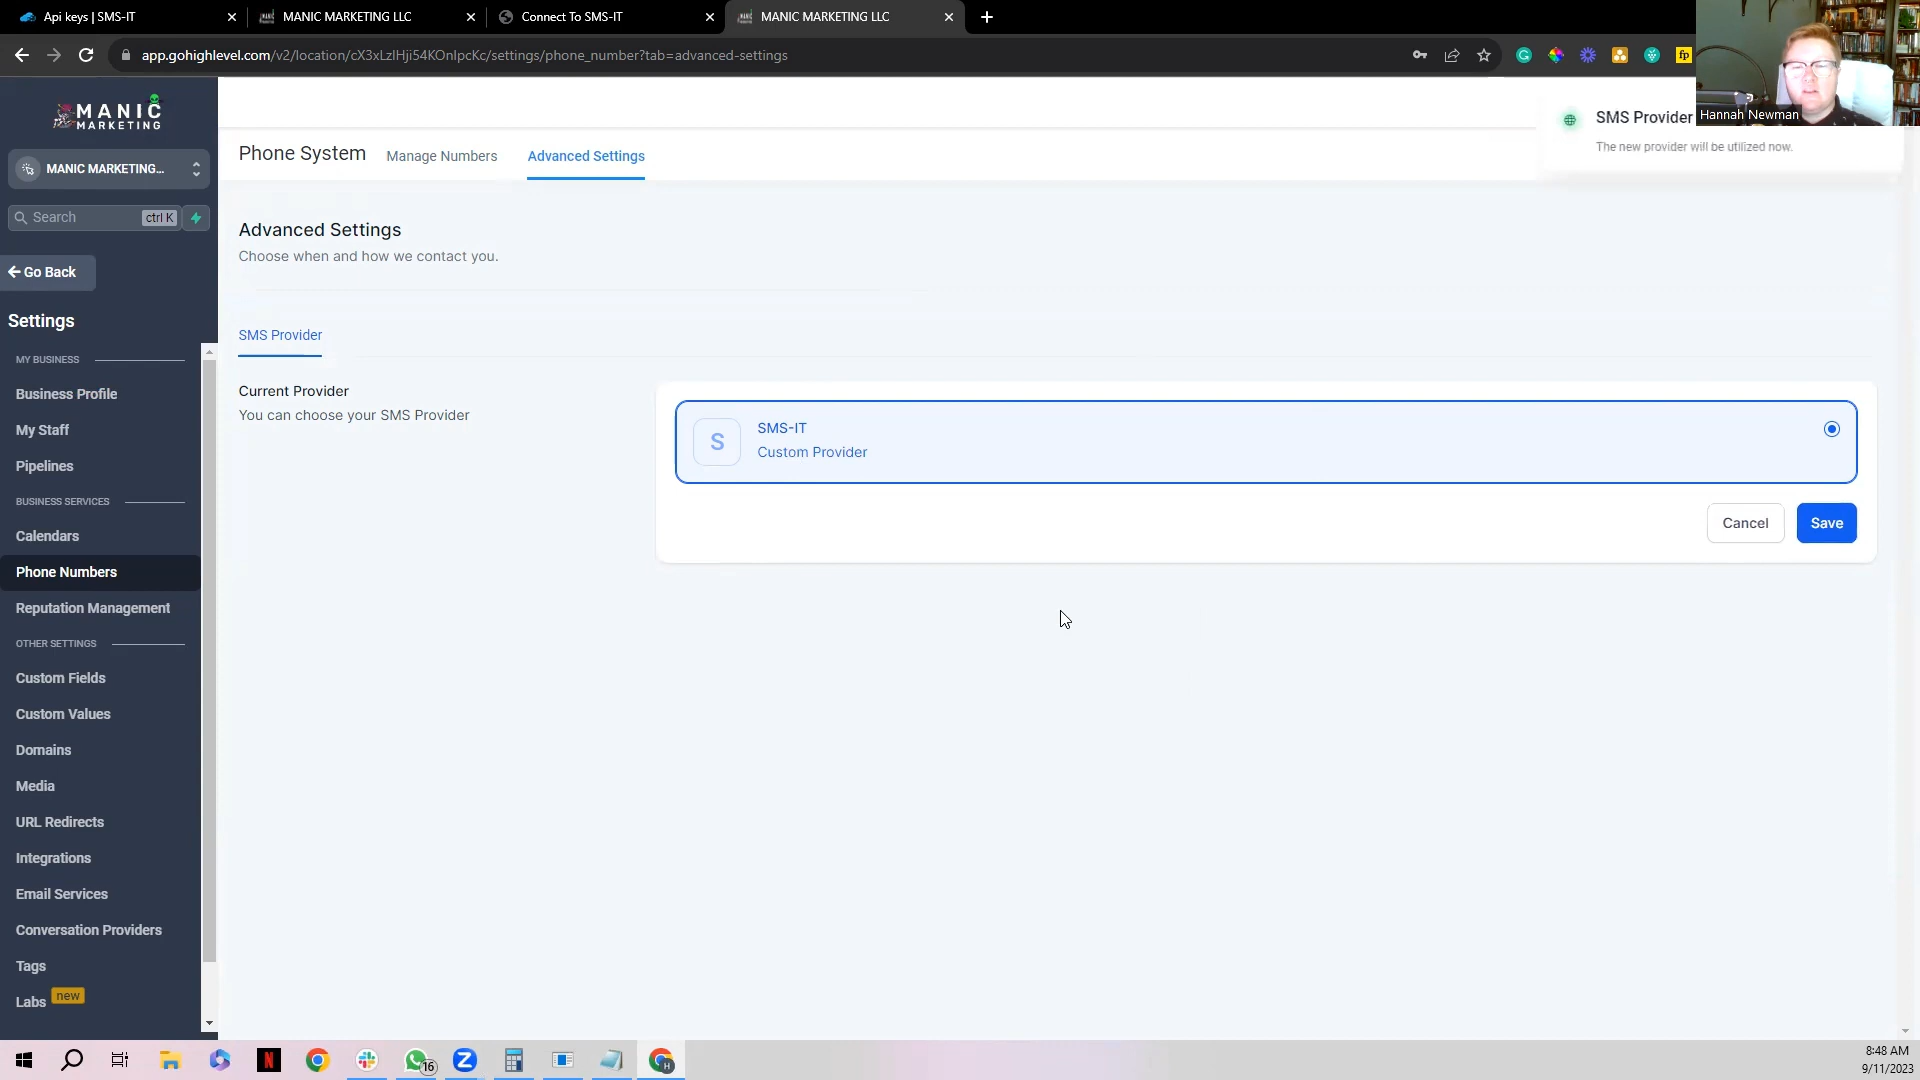 Api keys | SMS-IT
MANIC MARKETING LLC
Connect To SMS-IT
MANIC MARKETING LLC
app.gohighlevel.com/v2/location/cX3xLzlHji54KOnlpcKc/settings/phone_number?tab=advanced-settings
fp
Hannah Newman
MANIC
MARKETING
MANIC MARKETING...
Search
ctrl K
Go Back
Settings
MY BUSINESS
Business Profile
My Staff
Pipelines
BUSINESS SERVICES
Calendars
Phone Numbers
Reputation Management
OTHER SETTINGS
Custom Fields
Custom Values
Domains
Media
URL Redirects
Integrations
Email Services
Conversation Providers
Tags
Labs new
Phone System
Manage Numbers
Advanced Settings
SMS Provider
The new provider will be utilized now.
Advanced Settings
Choose when and how we contact you.
SMS Provider
Current Provider
You can choose your SMS Provider
S
SMS-IT
Custom Provider
Cancel
Save
N
16
Z
H
8:48 AM
9/11/2023